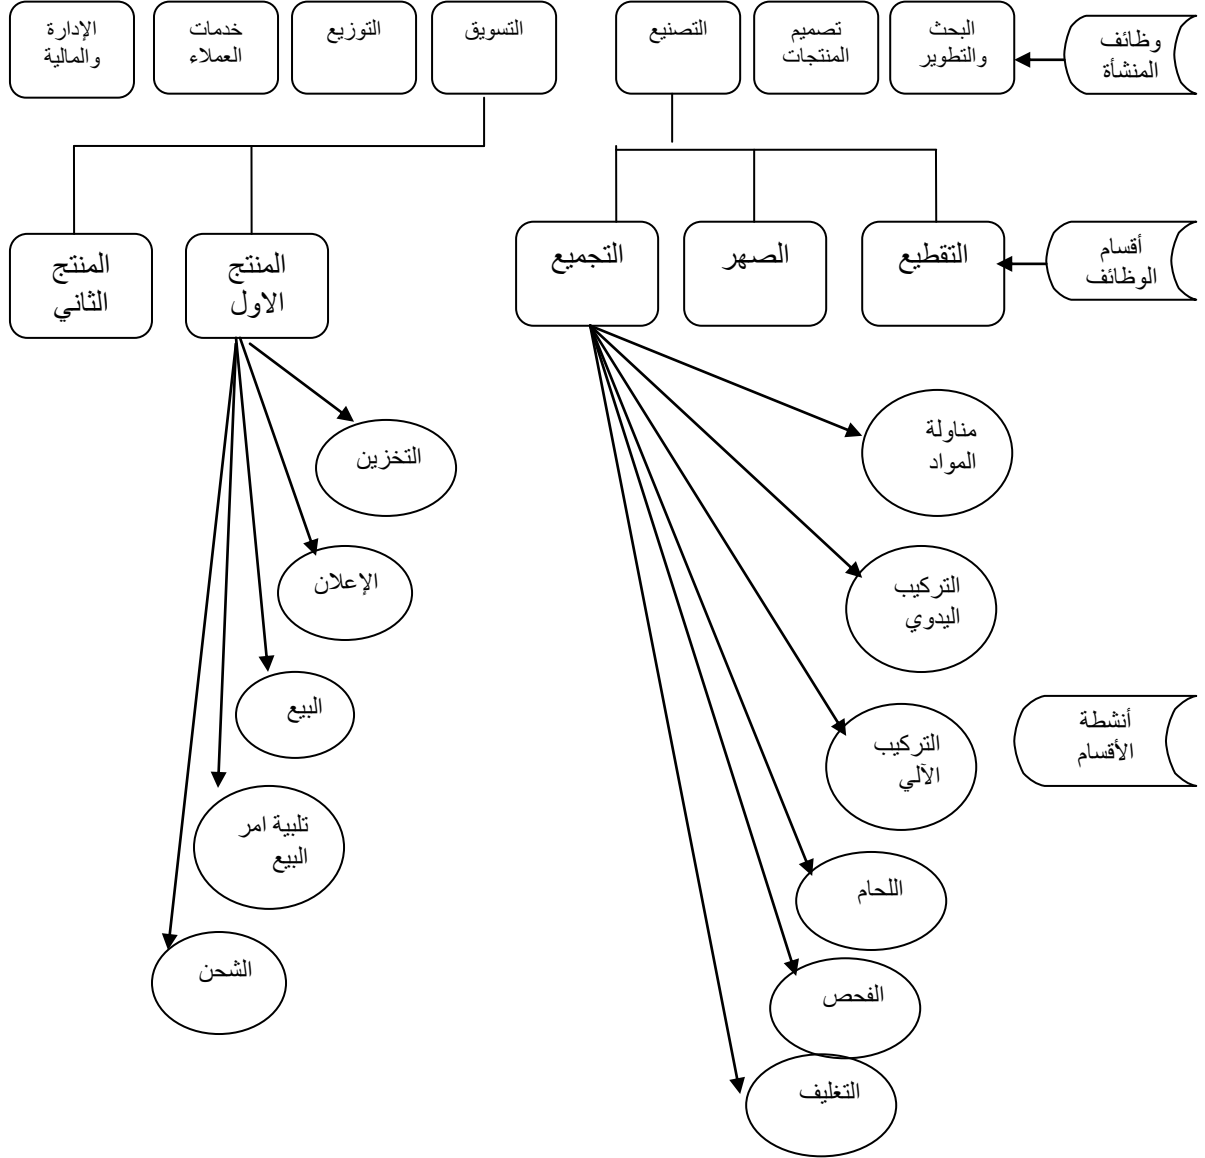 وظائف
المنشأة
البحث
والتطوير
تصميم
المنتجات
التصنيع
التسويق
التوزيع
خدمات
العملاء
الإدارة
والمالية
أقسام
الوظائف
التقطيع
الصهر
التجميع
المنتج
الاول
المنتج
الثاني
أنشطة
الأقسام
مناولة
المواد
التركيب
اليدوي
التركيب
الآلي
اللحام
الفحص
التغليف
التخزين
الإعلان
البيع
تلبية امر
البيع
الشحن